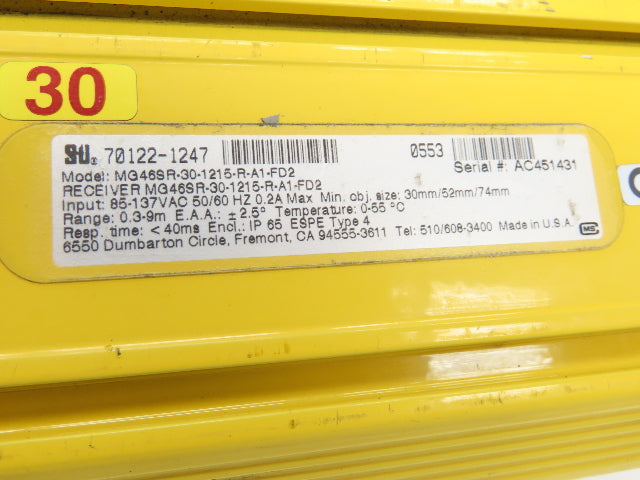 30
STI® 70122-1247 0553
Model: MG46SR-30-1215-R-A1-FD2 Serial #: AC451431
RECEIVER MG46SR-30-1215-R-A1-FD2
Input: 85-137VAC 50/60 HZ 0.2A Max Min. obj. size: 30mm/52mm/74mm
Range: 0.3-9m E.A.A.: ±2.5° Temperature: 0-55 °C
Resp. time: < 40ms Encl.: IP 65 ESPE Type 4
6550 Dumbarton Circle, Fremont, CA 94555-3611 Tel: 510/608-3400 Made in U.S.A.
MS